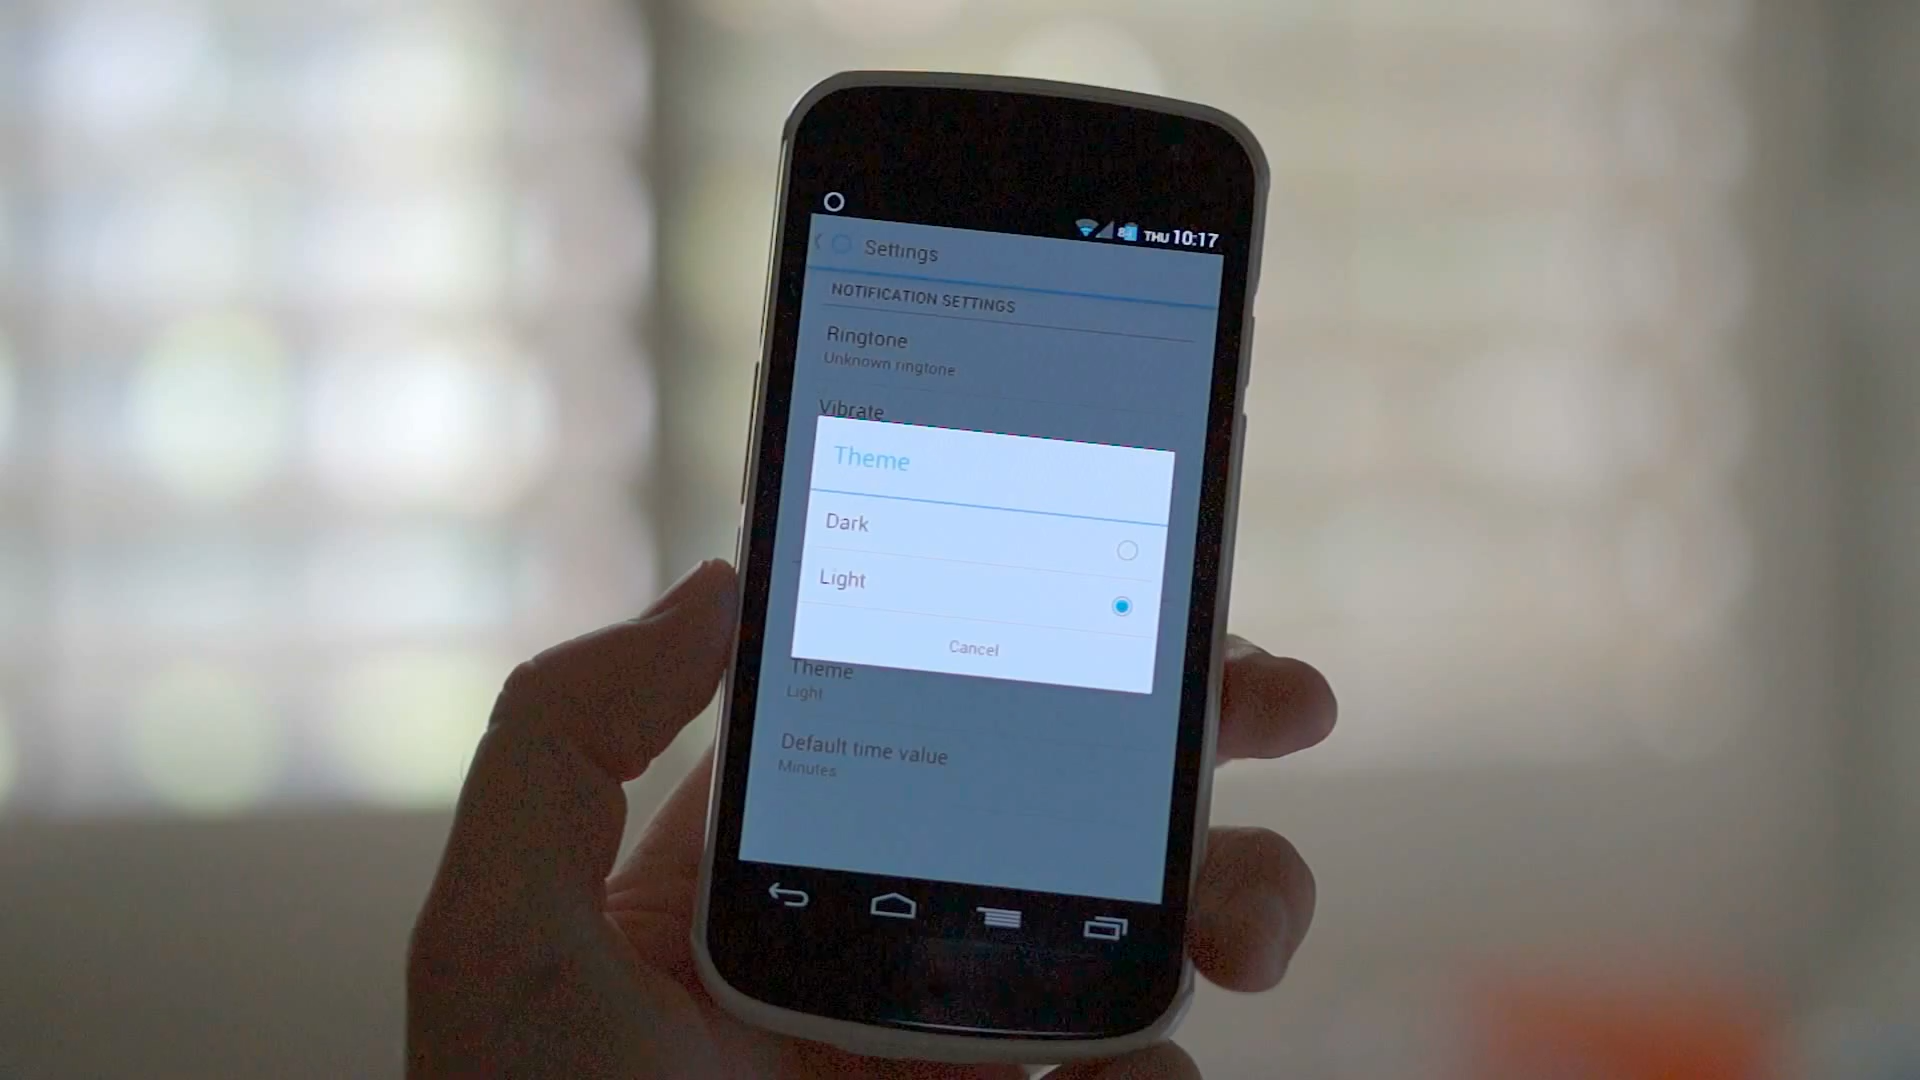 THU 10:17
Settings
NOTIFICATION SETTINGS
Ringtone
Unknown ringtone
Vibrate
Theme
Dark
Light
Cancel
Theme
Light
Default time value
Minutes